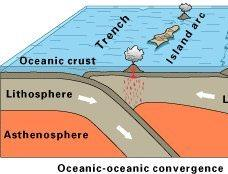 Trench
Island arc
Oceanic crust
Lithosphere
L
Asthenosphere
Oceanic-oceanic convergence